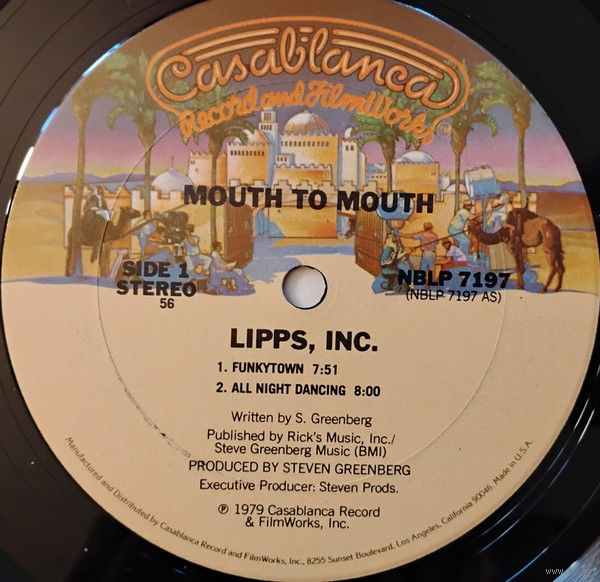 Casablanca
Record and FilmWorks
MOUTH TO MOUTH
SIDE 1
STEREO
56
NBLP 7197
(NBLP 7197 AS)
LIPPS, INC.
1. FUNKYTOWN 7:51
2. ALL NIGHT DANCING 8:00
Written by S. Greenberg
Published by Rick's Music, Inc./
Steve Greenberg Music (BMI)
PRODUCED BY STEVEN GREENBERG
Executive Producer: Steven Prods.
℗ 1979 Casablanca Record
& FilmWorks, Inc.
Manufactured and Distributed by Casablanca Record and FilmWorks, Inc., 8255 Sunset Boulevard, Los Angeles, California 90046. Made in U.S.A.